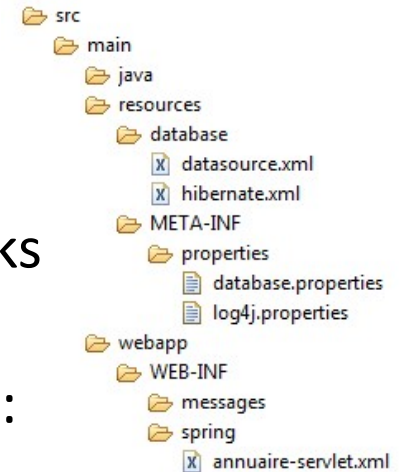 src
main
java
resources
database
datasource.xml
hibernate.xml
META-INF
properties
database.properties
log4j.properties
webapp
WEB-INF
messages
spring
annuaire-servlet.xml
ks
: